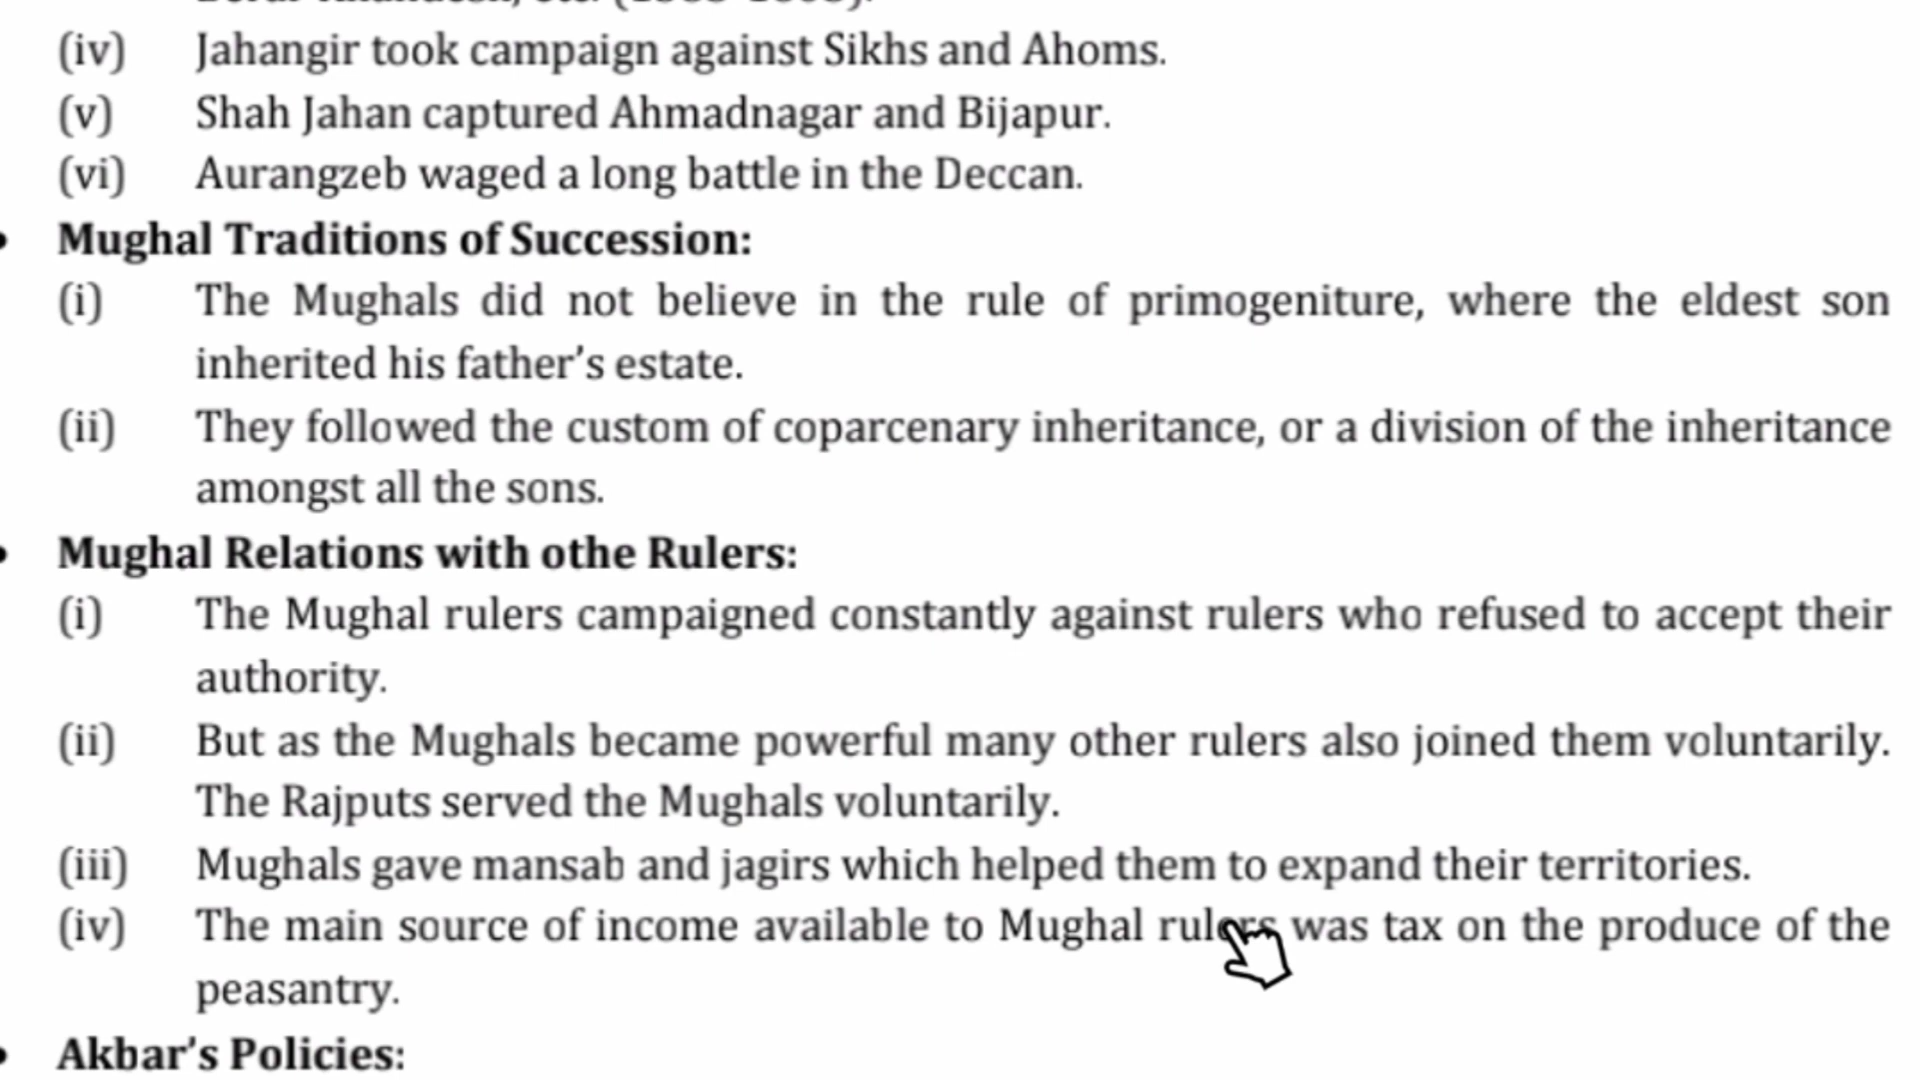 (iv) Jahangir took campaign against Sikhs and Ahoms.
(v) Shah Jahan captured Ahmadnagar and Bijapur.
(vi) Aurangzeb waged a long battle in the Deccan.
• Mughal Traditions of Succession:
(i) The Mughals did not believe in the rule of primogeniture, where the eldest son
inherited his father's estate.
(ii) They followed the custom of coparcenary inheritance, or a division of the inheritance
amongst all the sons.
• Mughal Relations with othe Rulers:
(i) The Mughal rulers campaigned constantly against rulers who refused to accept their
authority.
(ii) But as the Mughals became powerful many other rulers also joined them voluntarily.
The Rajputs served the Mughals voluntarily.
(iii) Mughals gave mansab and jagirs which helped them to expand their territories.
(iv) The main source of income available to Mughal rulers was tax on the produce of the
peasantry.
• Akbar's Policies: